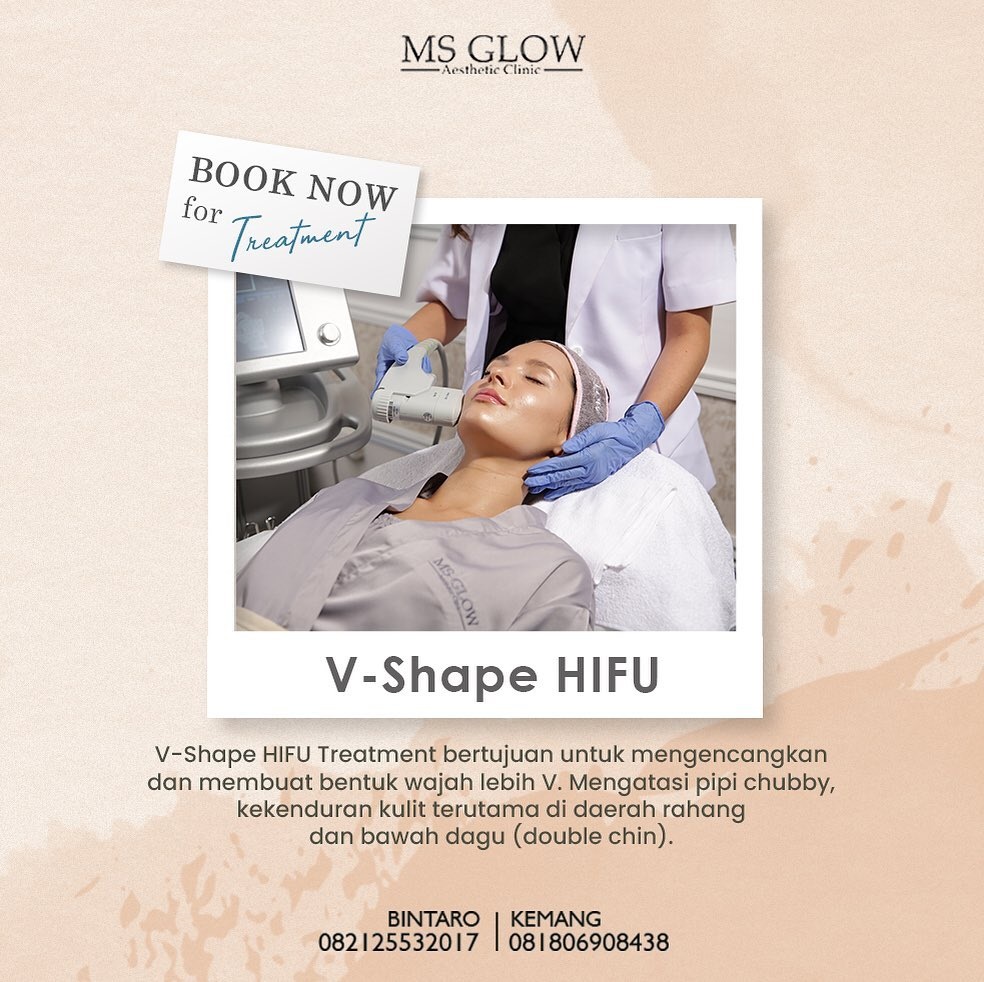 MS GLOW
Aesthetic Clinic
BOOK NOW
for Treatment
MS GLOW
V-Shape HIFU
V-Shape HIFU Treatment bertujuan untuk mengencangkan
dan membuat bentuk wajah lebih V. Mengatasi pipi chubby,
kekenduran kulit terutama di daerah rahang
dan bawah dagu (double chin).
BINTARO | KEMANG
082125532017 | 081806908438